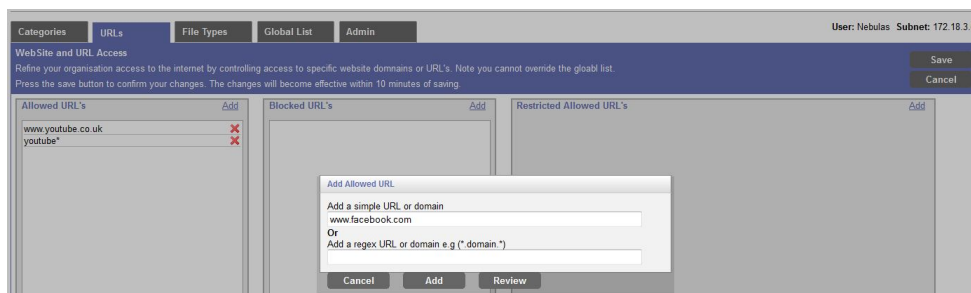 Categories
URLs
File Types
Global List
Admin
User: Nebulas Subnet: 172.18.3.
WebSite and URL Access
Refine your organisation access to the internet by controlling access to specific website domnains or URL's. Note you cannot override the gloabl list.
Press the save button to confirm your changes. The changes will become effective within 10 minutes of saving.
Save
Cancel
Allowed URL's Add
www.youtube.co.uk
youtube*
Blocked URL's Add
Restricted Allowed URL's Add
Add Allowed URL
Add a simple URL or domain
www.facebook.com
Or
Add a regex URL or domain e.g (*.domain.*)
Cancel
Add
Review